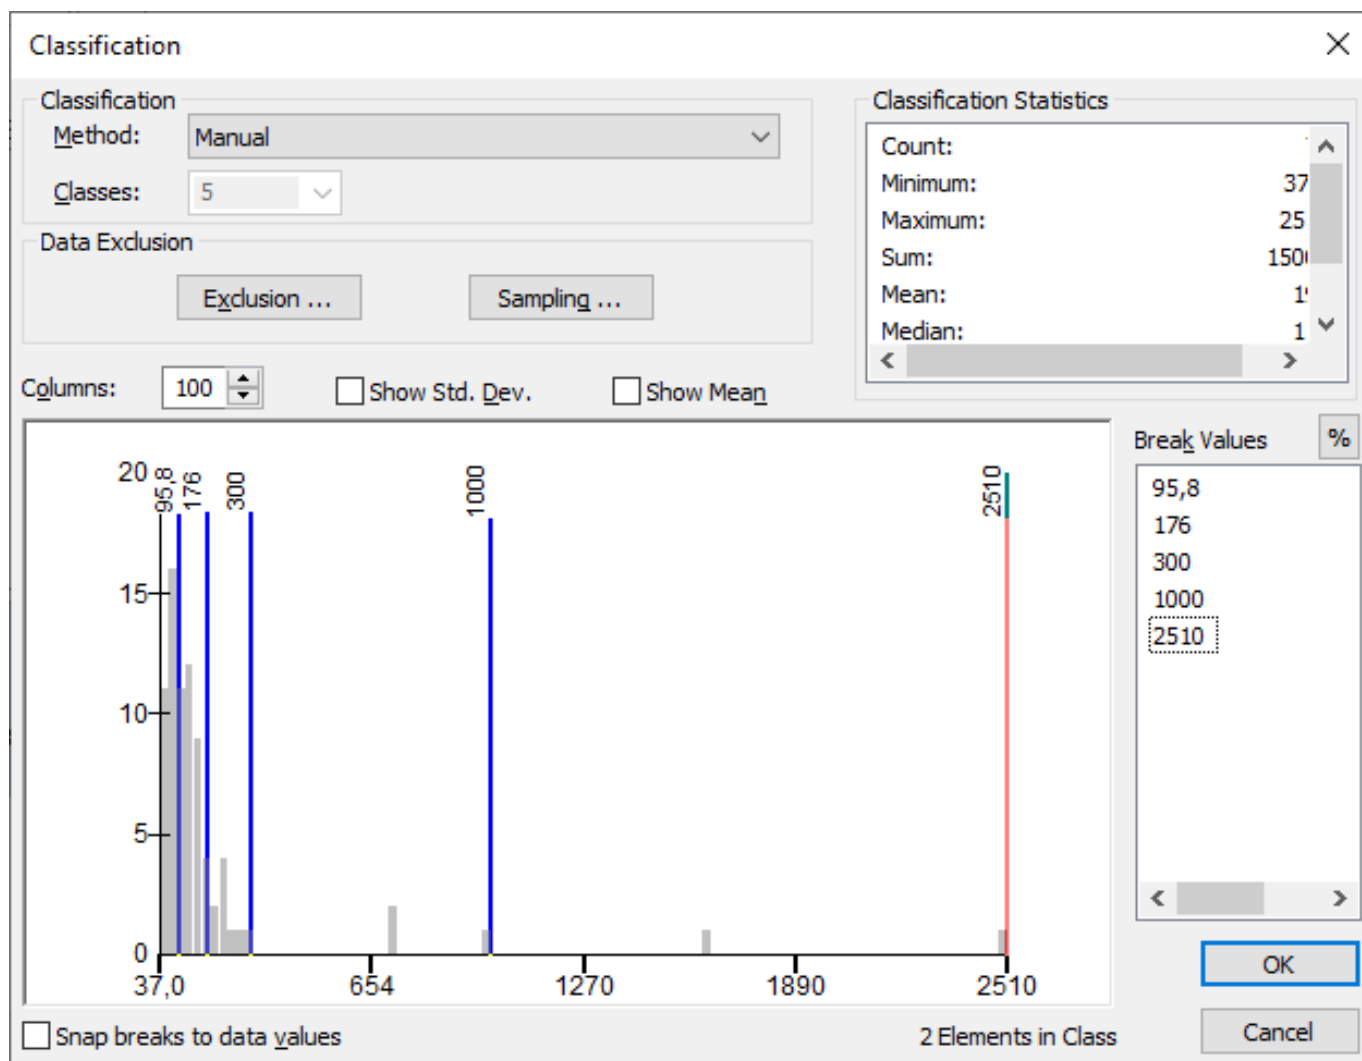 Classification
Classification
Method: Manual
Classes: 5
Data Exclusion
Exclusion ... Sampling ...
Classification Statistics
Count:
Minimum: 37
Maximum: 25
Sum: 150
Mean: 1
Median: 1
Columns: 100 Show Std. Dev. Show Mean
20
15
10
5
0
95,8
176
300
1000
2510
37,0 654 1270 1890 2510
Break Values %
95,8
176
300
1000
2510
OK
Snap breaks to data values 2 Elements in Class Cancel